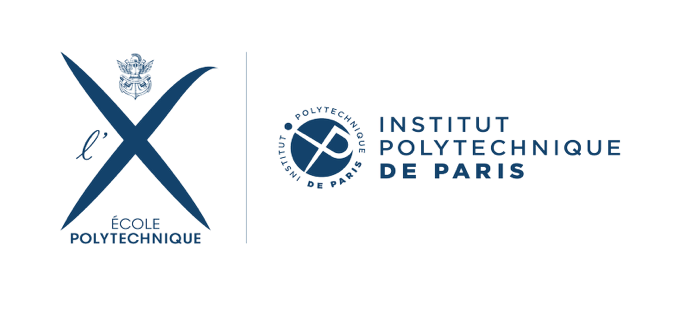 l'X
ÉCOLE
POLYTECHNIQUE
INSTITUT POLYTECHNIQUE DE PARIS
INSTITUT
POLYTECHNIQUE
DE PARIS